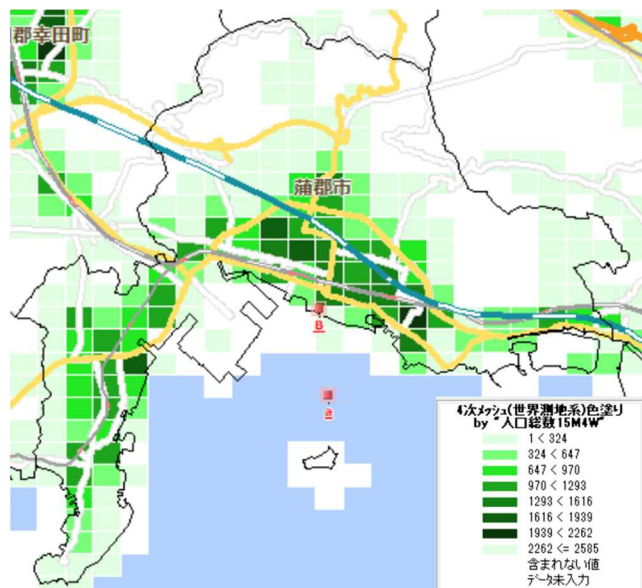 郡幸田町
蒲郡市
B
a
4次メッシュ(世界測地系)色塗り
by "人口総数15M4W"
1 < 324
324 < 647
647 < 970
970 < 1293
1293 < 1616
1616 < 1939
1939 < 2262
2262 <= 2585
含まれない値
データ未入力